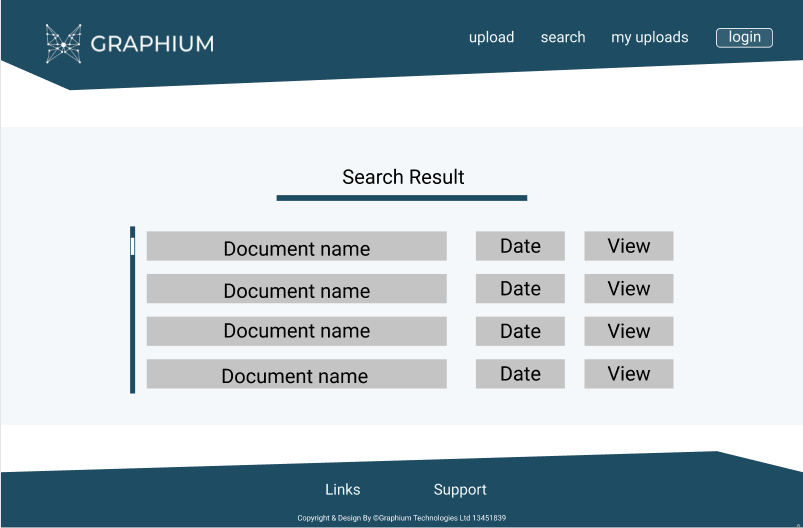 GRAPHIUM
upload search my uploads login
Search Result
Document name Date View
Document name Date View
Document name Date View
Document name Date View
Links Support
Copyright & Design By ©Graphium Technologies Ltd 13451839